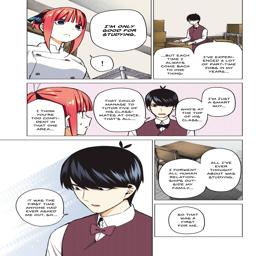 I'VE EXPERI-
ENCED A LOT
OF PART-TIME
JOBS IN MY
YEARS...
...BUT EACH
TIME I
ALWAYS COME
BACK TO
ONE
THING:
I'M ONLY
GOOD FOR
STUDYING.
!
I'M JUST
A SMART
GUY...
WHO'S AT
THE TOP OF
HIS CLASS...
THAT COULD
MANAGE TO
TUTOR FIVE OF
HIS CLASS-
MATES AT ONCE.
THAT'S ALL...
I THINK
YOU'RE
TOO CONFI-
DENT IN
THAT ONE
AREA...
ALL I'VE
EVER
THOUGHT
ABOUT WAS
STUDYING.
I FORWENT
ALL HUMAN
RELATION-
SHIPS OUT-
SIDE MY
FAMILY...
SO THAT
WAS A
FIRST
FOR ME.
IT WAS THE
FIRST TIME
ANYONE HAD
EVER ASKED
ME OUT, SO...